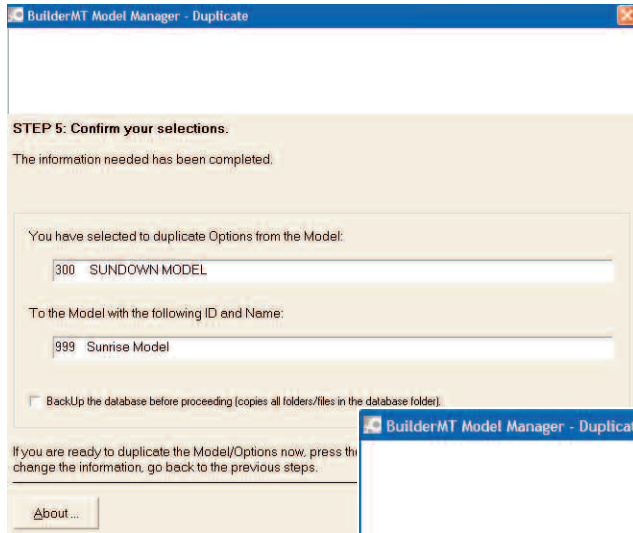 BuilderMT Model Manager - Duplicate
STEP 5: Confirm your selections.
The information needed has been completed.
You have selected to duplicate Options from the Model:
300 SUNDOWN MODEL
To the Model with the following ID and Name:
999 Sunrise Model
BackUp the database before proceeding (copies all folders/files in the database folder).
BuilderMT Model Manager - Duplicat
If you are ready to duplicate the Model/Options now, press the
change the information, go back to the previous steps.
About ...